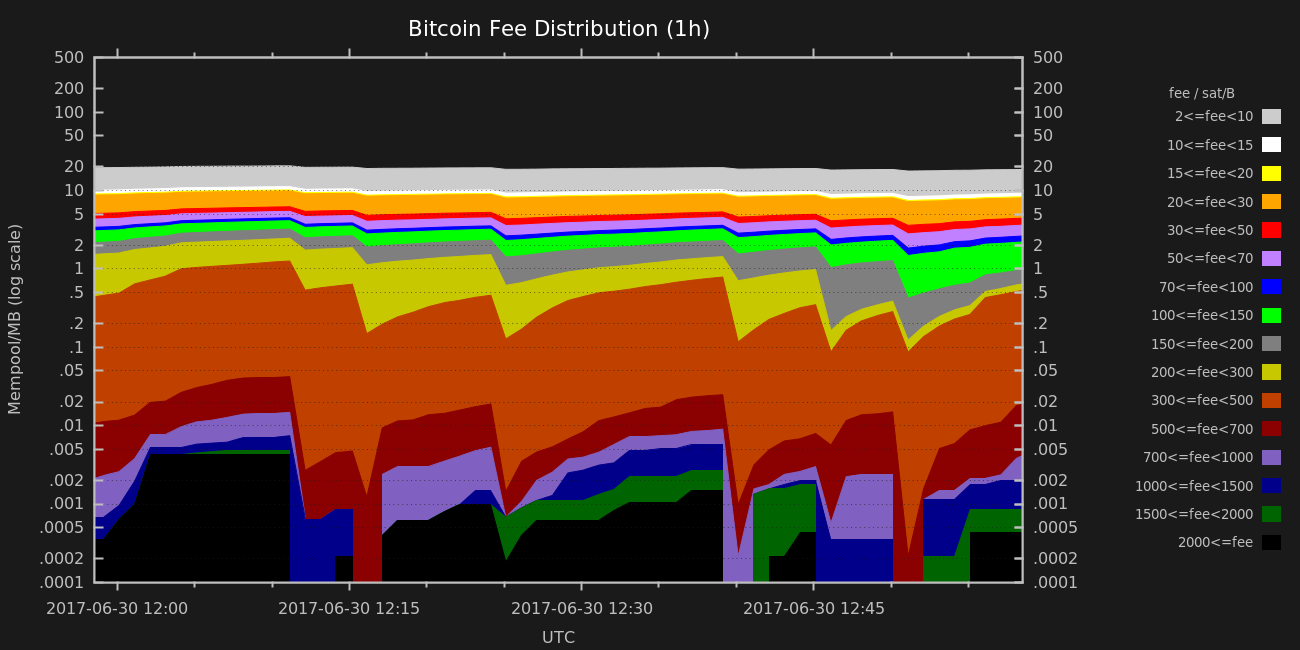 Bitcoin Fee Distribution (1h)
500 500
200 200
100 100
50 50
20 20
10 10
5 5
2 2
1 1
.5 .5
.2 .2
.1 .1
.05 .05
.02 .02
.01 .01
.005 .005
.002 .002
.001 .001
.0005 .0005
.0002 .0002
.0001 .0001
Mempool/MB (log scale)
2017-06-30 12:00 2017-06-30 12:15 2017-06-30 12:30 2017-06-30 12:45
UTC
fee / sat/B
2<=fee<10
10<=fee<15
15<=fee<20
20<=fee<30
30<=fee<50
50<=fee<70
70<=fee<100
100<=fee<150
150<=fee<200
200<=fee<300
300<=fee<500
500<=fee<700
700<=fee<1000
1000<=fee<1500
1500<=fee<2000
2000<=fee